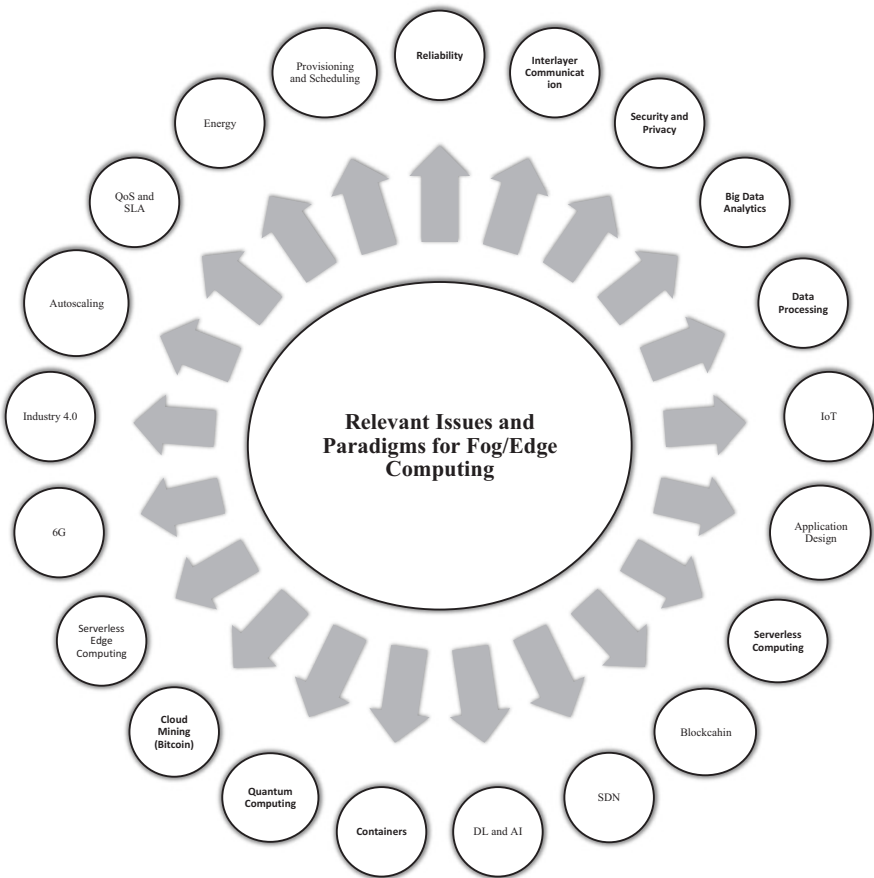 Reliability
Interlayer
Communicat
ion
Security and
Privacy
Big Data
Analytics
Data
Processing
IoT
Application
Design
Serverless
Computing
Blockcahin
SDN
DL and AI
Containers
Quantum
Computing
Cloud
Mining
(Bitcoin)
Serverless
Edge
Computing
6G
Industry 4.0
Autoscaling
QoS and
SLA
Energy
Provisioning
and Scheduling
Relevant Issues and
Paradigms for Fog/Edge
Computing